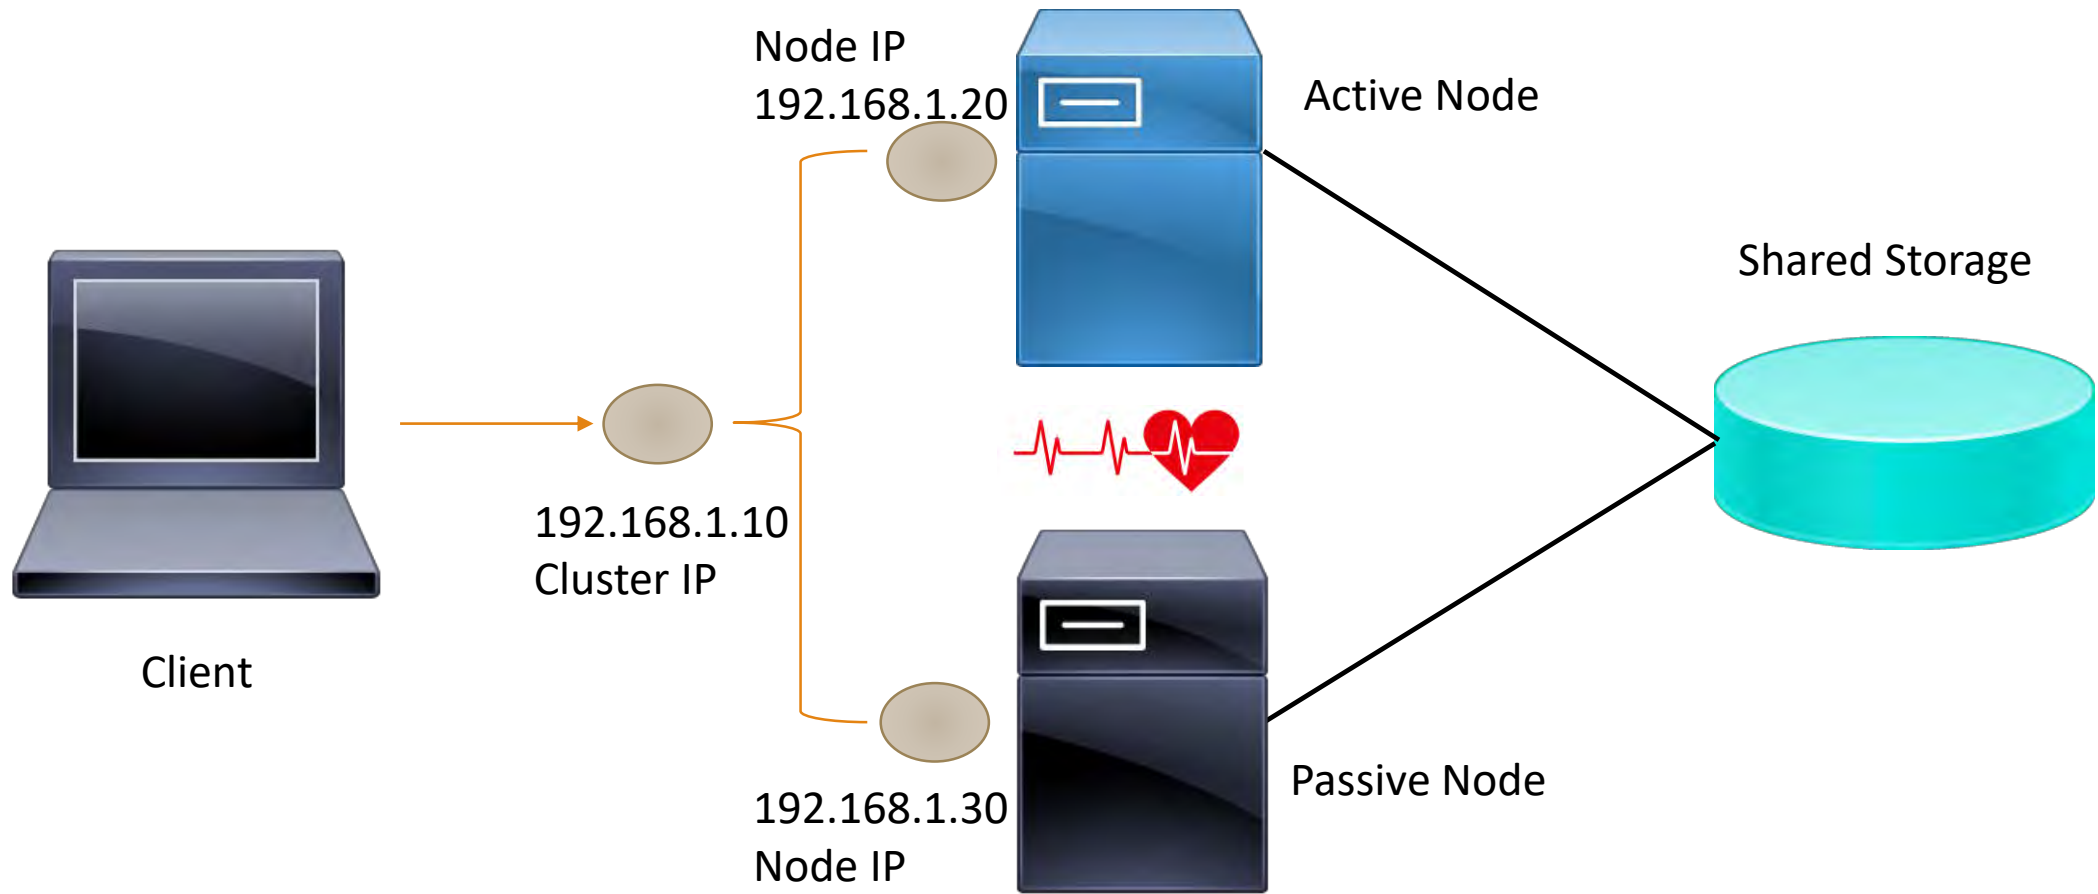 Node IP
192.168.1.20
Active Node
Shared Storage
192.168.1.10
Cluster IP
Client
Passive Node
192.168.1.30
Node IP